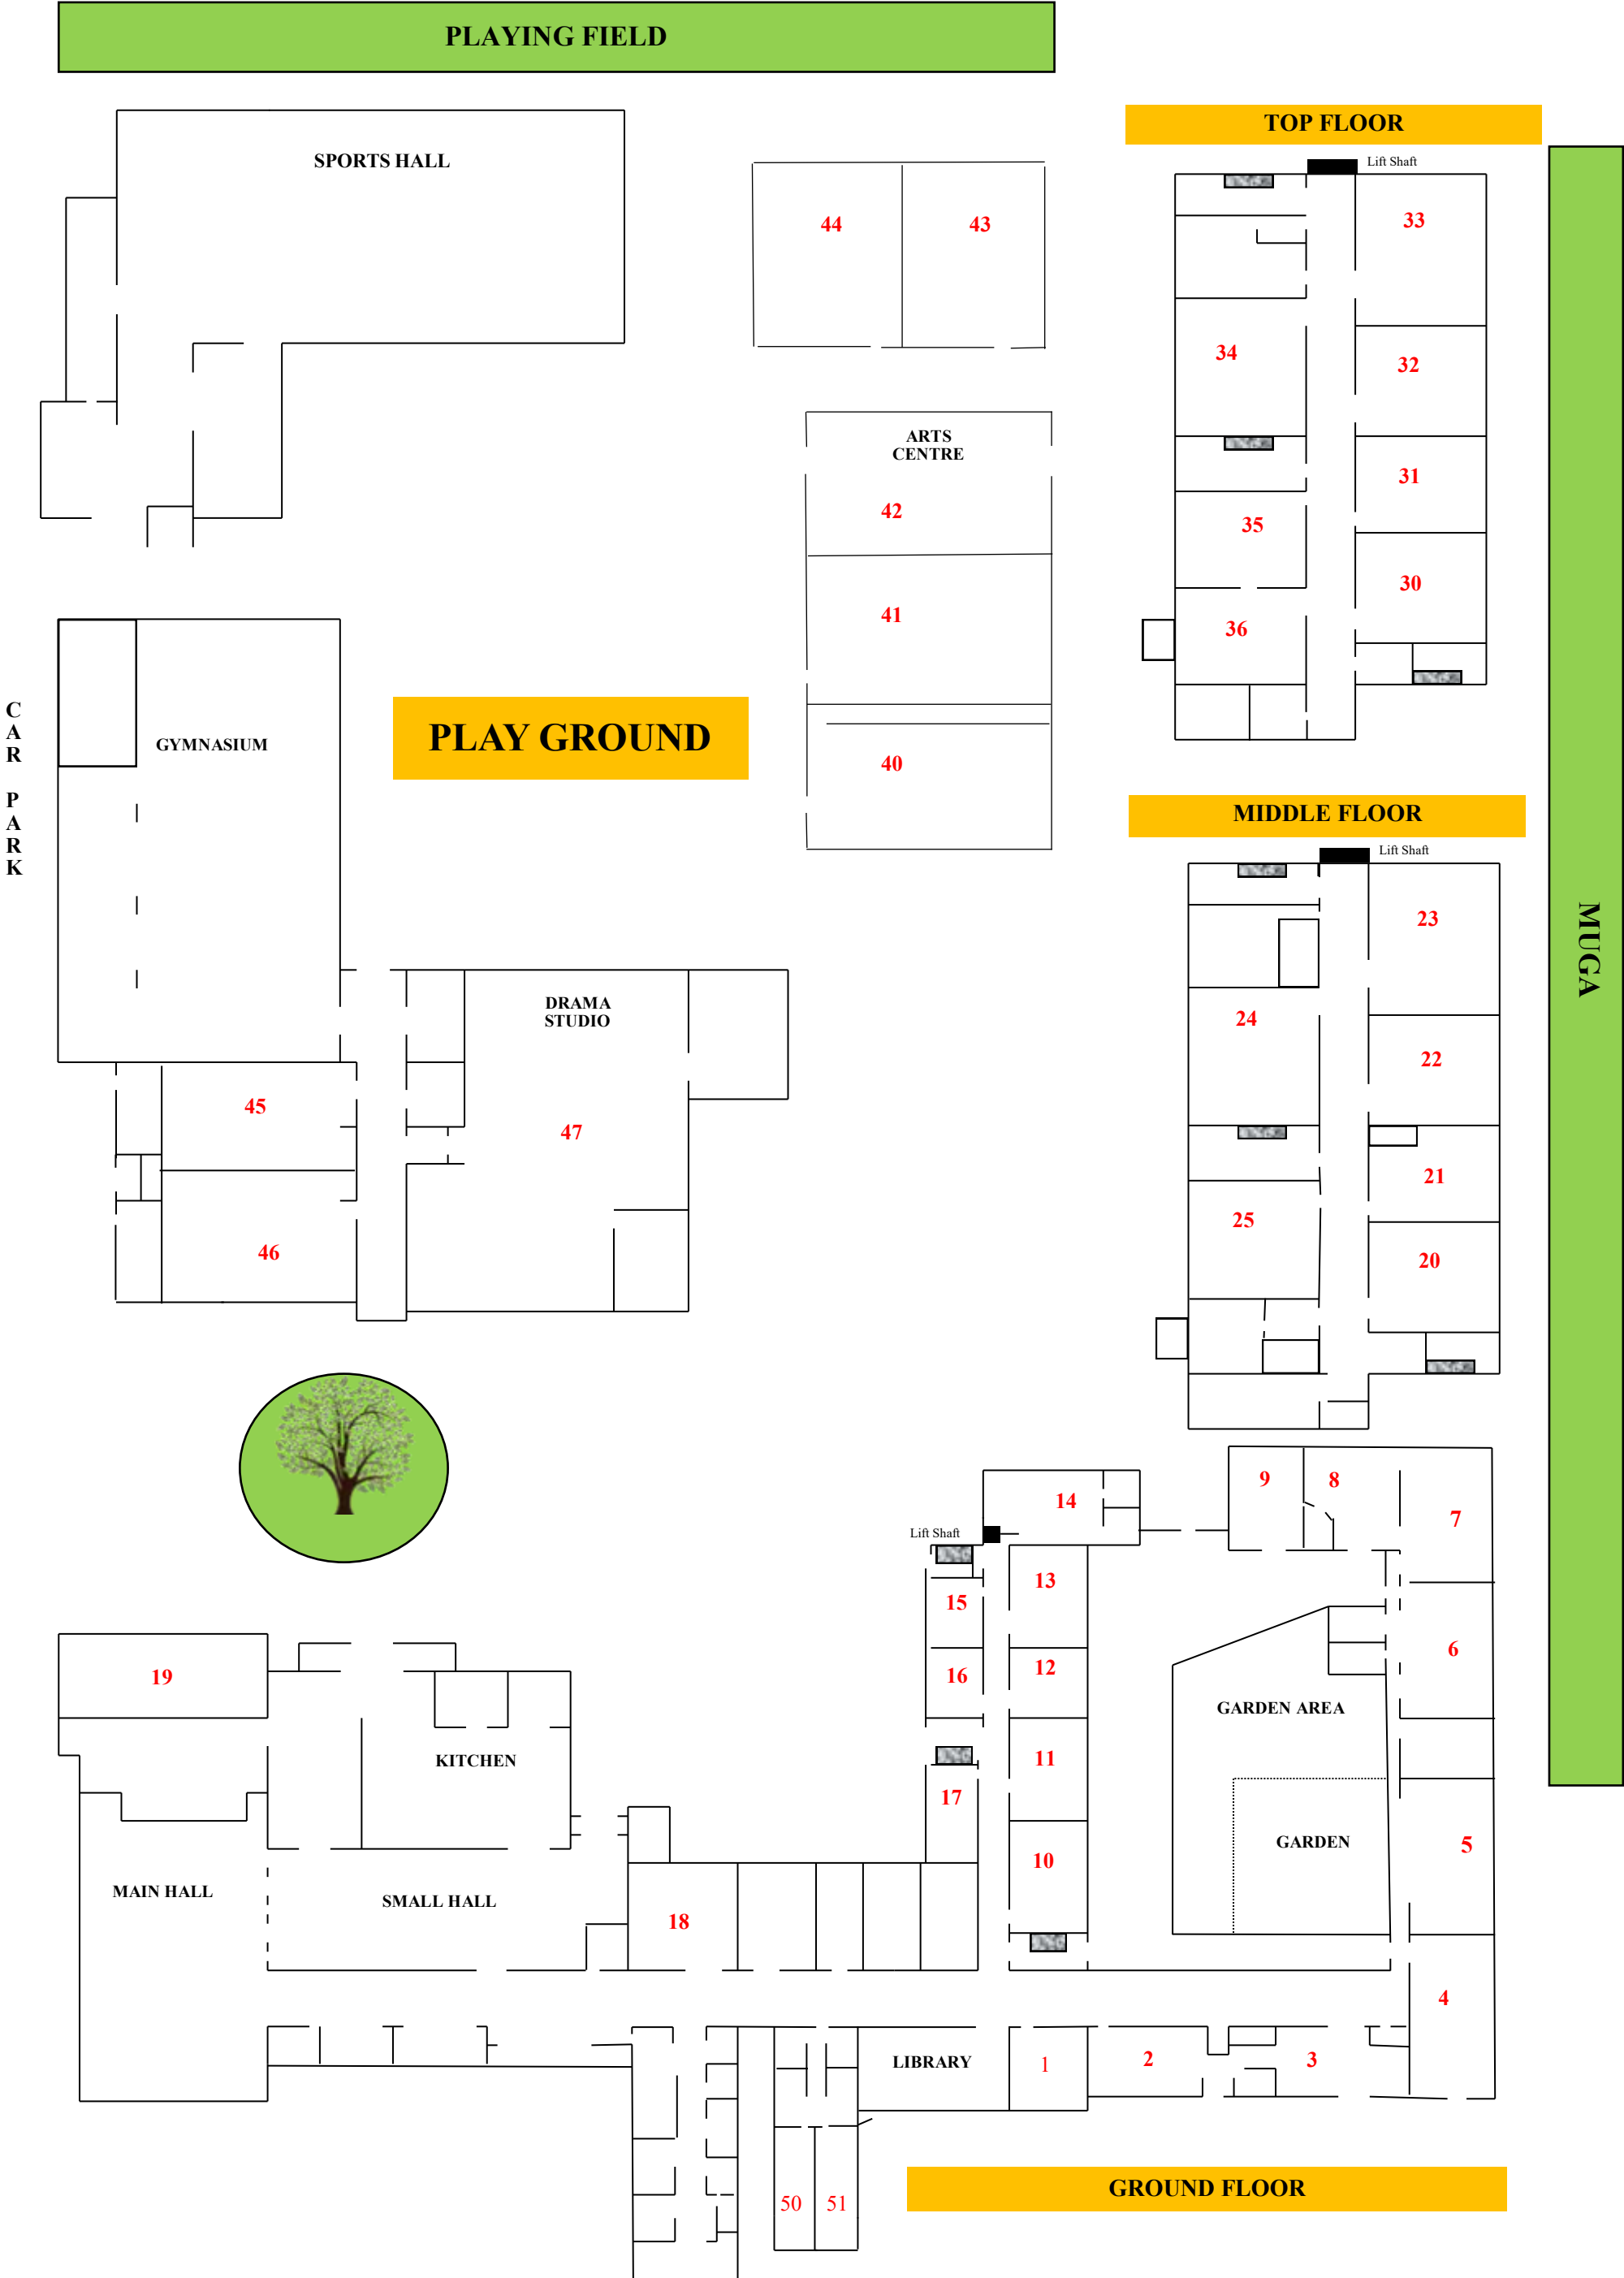 PLAYING FIELD
SPORTS HALL
44
43
ARTS
CENTRE
42
41
40
TOP FLOOR
Lift Shaft
33
34
32
31
35
30
36
MUGA
CAR PARK
GYMNASIUM
PLAY GROUND
DRAMA
STUDIO
45
47
46
MIDDLE FLOOR
Lift Shaft
23
24
22
21
25
20
9
8
14
7
Lift Shaft
13
15
6
12
16
19
GARDEN AREA
11
KITCHEN
17
GARDEN
5
10
MAIN HALL
SMALL HALL
18
4
LIBRARY
1
2
3
50
51
GROUND FLOOR